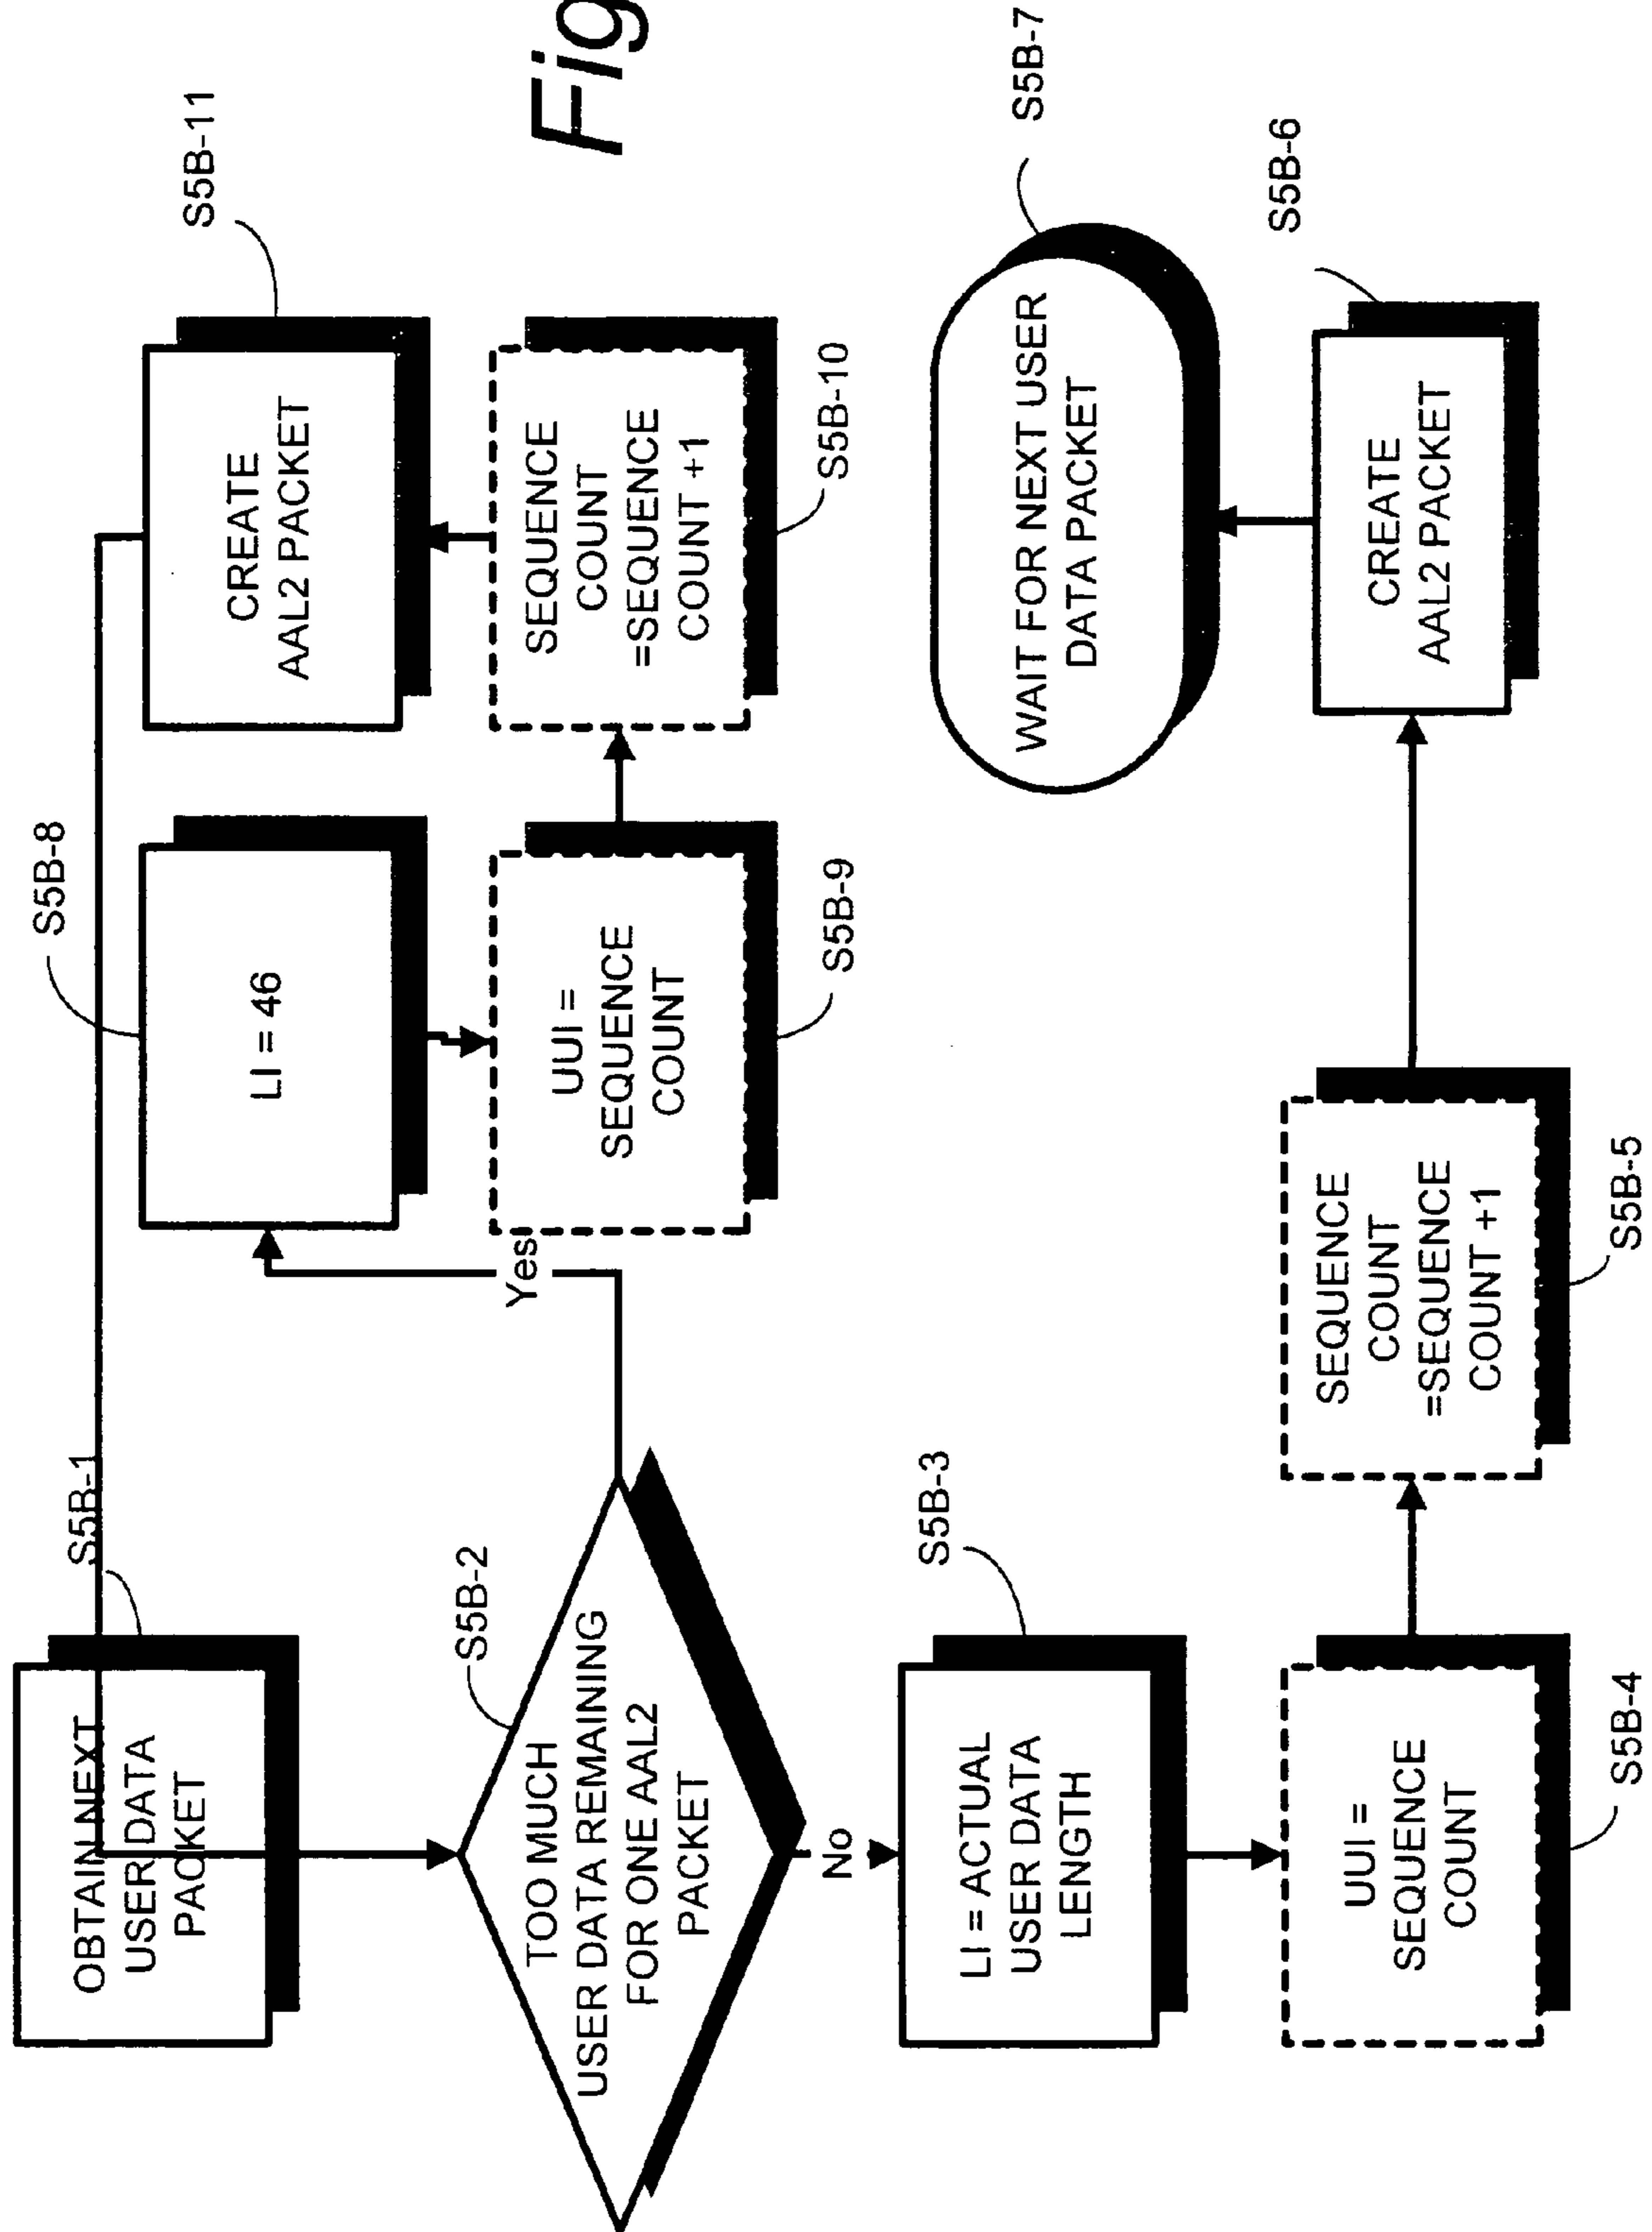 S5B-1
OBTAIN NEXT
USER DATA
PACKET
S5B-2
TOO MUCH
USER DATA REMAINING
FOR ONE AAL2
PACKET
Yes
No
S5B-8
LI = 46
S5B-9
UUI =
SEQUENCE
COUNT
S5B-10
SEQUENCE
COUNT
=SEQUENCE
COUNT +1
S5B-11
CREATE
AAL2 PACKET
Fig
S5B-3
LI = ACTUAL
USER DATA
LENGTH
S5B-4
UUI =
SEQUENCE
COUNT
S5B-5
SEQUENCE
COUNT
=SEQUENCE
COUNT +1
S5B-6
CREATE
AAL2 PACKET
S5B-7
WAIT FOR NEXT USER
DATA PACKET